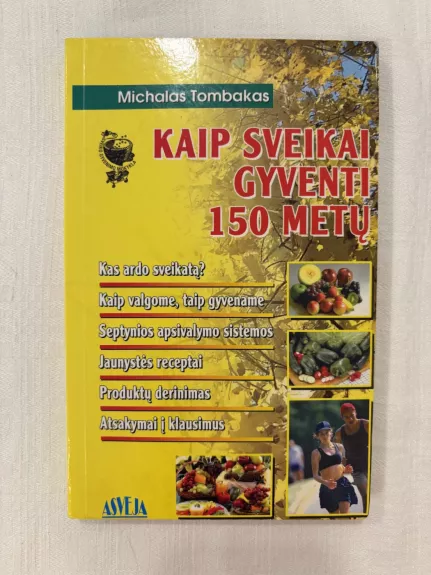 Michalas Tombakas
KAIP SVEIKAI
GYVENTI
150 METŲ
Kas ardo sveikatą?
Kaip valgome, taip gyvename
Septynios apsivalymo sistemos
Jaunystės receptai
Produktų derinimas
Atsakymai į klausimus
ASVEJA